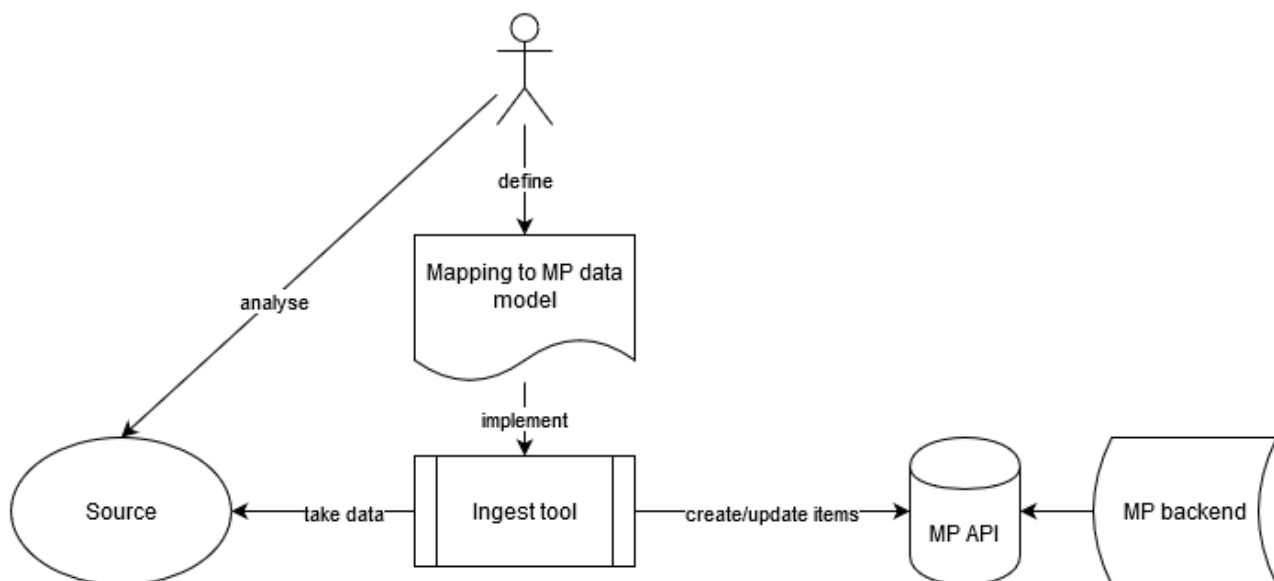 define
Mapping to MP data
model
analyse
implement
Source
take data
Ingest tool
create/update items
MP API
MP backend